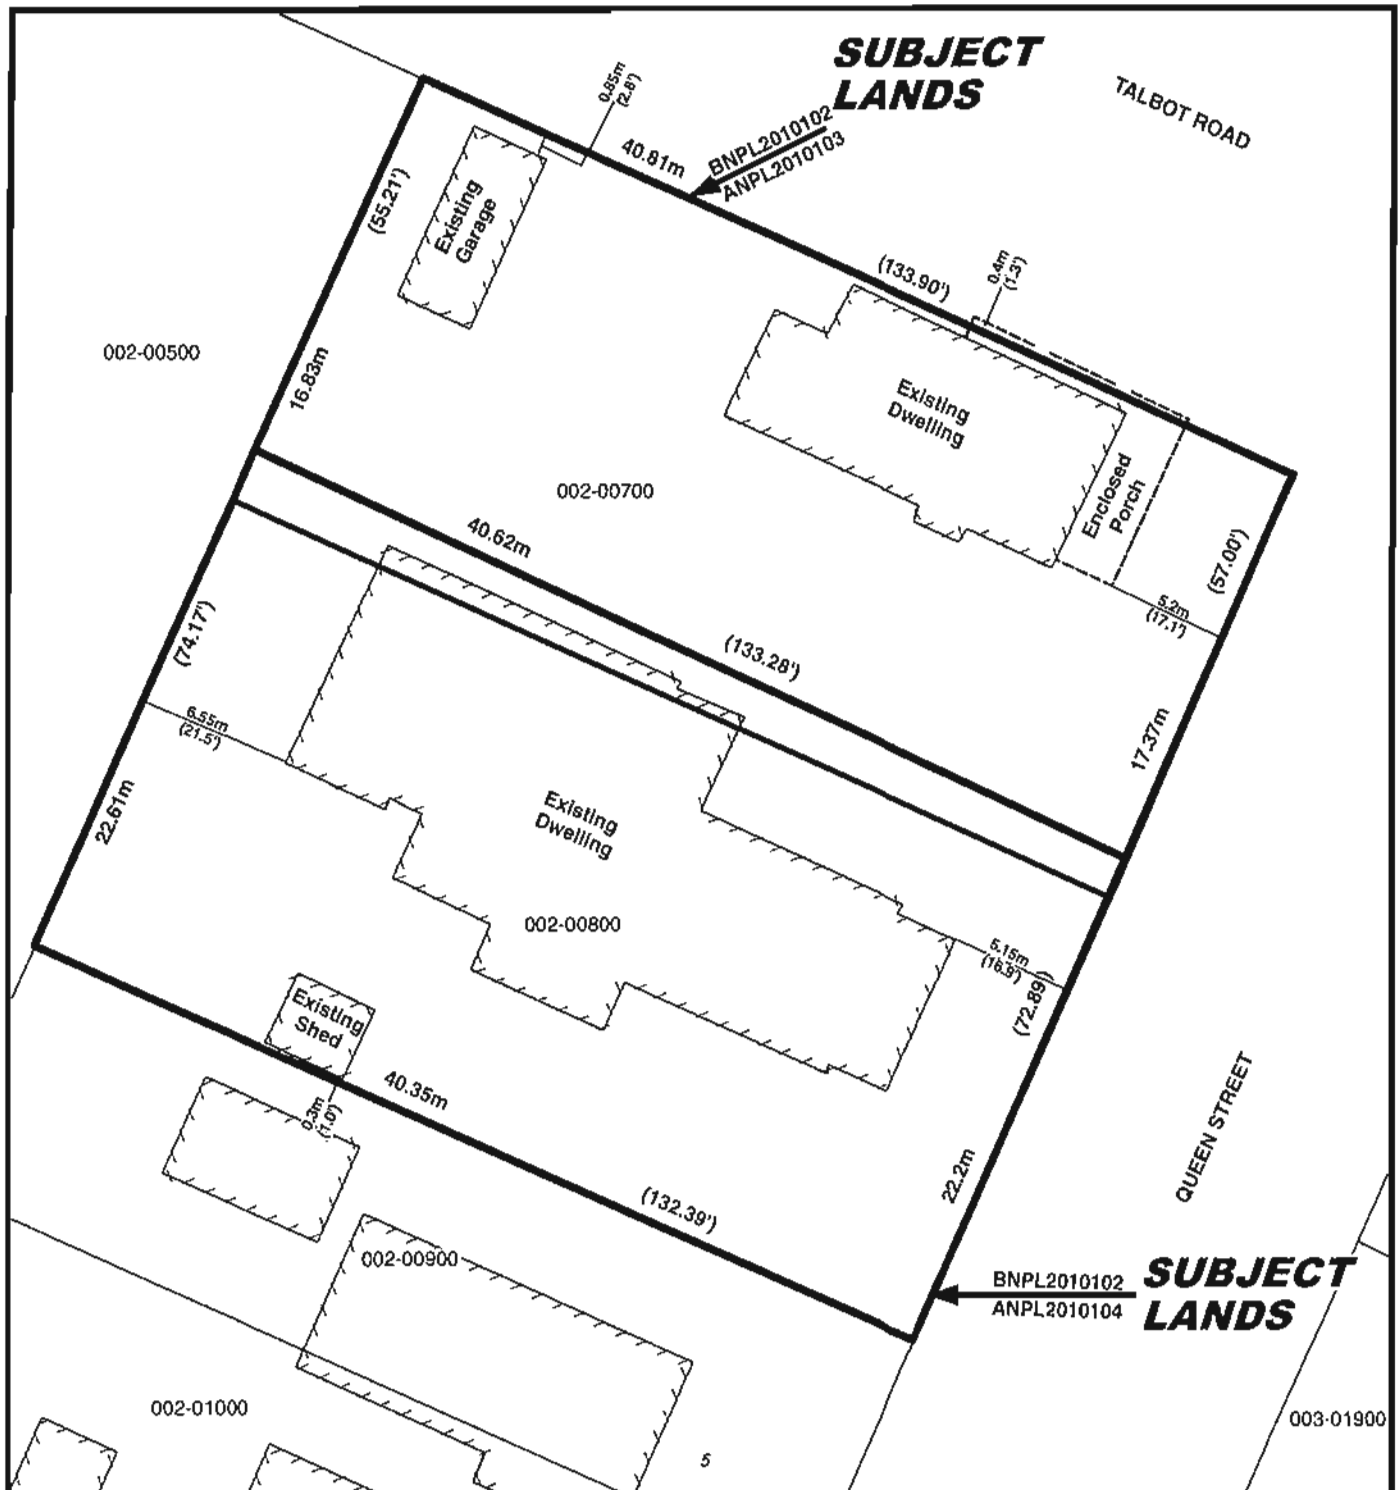 SUBJECT
LANDS
TALBOT ROAD
0.85m
(2.8')
40.81m
BNPL2010102
ANPL2010103
(55.21')
Existing
Garage
(133.90')
0.4m
(1.3')
002-00500
16.83m
Existing
Dwelling
Enclosed
Porch
002-00700
40.62m
(57.00')
5.2m
(17.1')
(133.28')
(74.17')
17.37m
6.55m
(21.5')
22.61m
Existing
Dwelling
002-00800
5.15m
(16.9')
(72.89')
Existing
Shed
40.35m
0.3m
(1.0')
QUEEN STREET
22.2m
(132.39')
002-00900
BNPL2010102
ANPL2010104
SUBJECT
LANDS
002-01000
003-01900
5